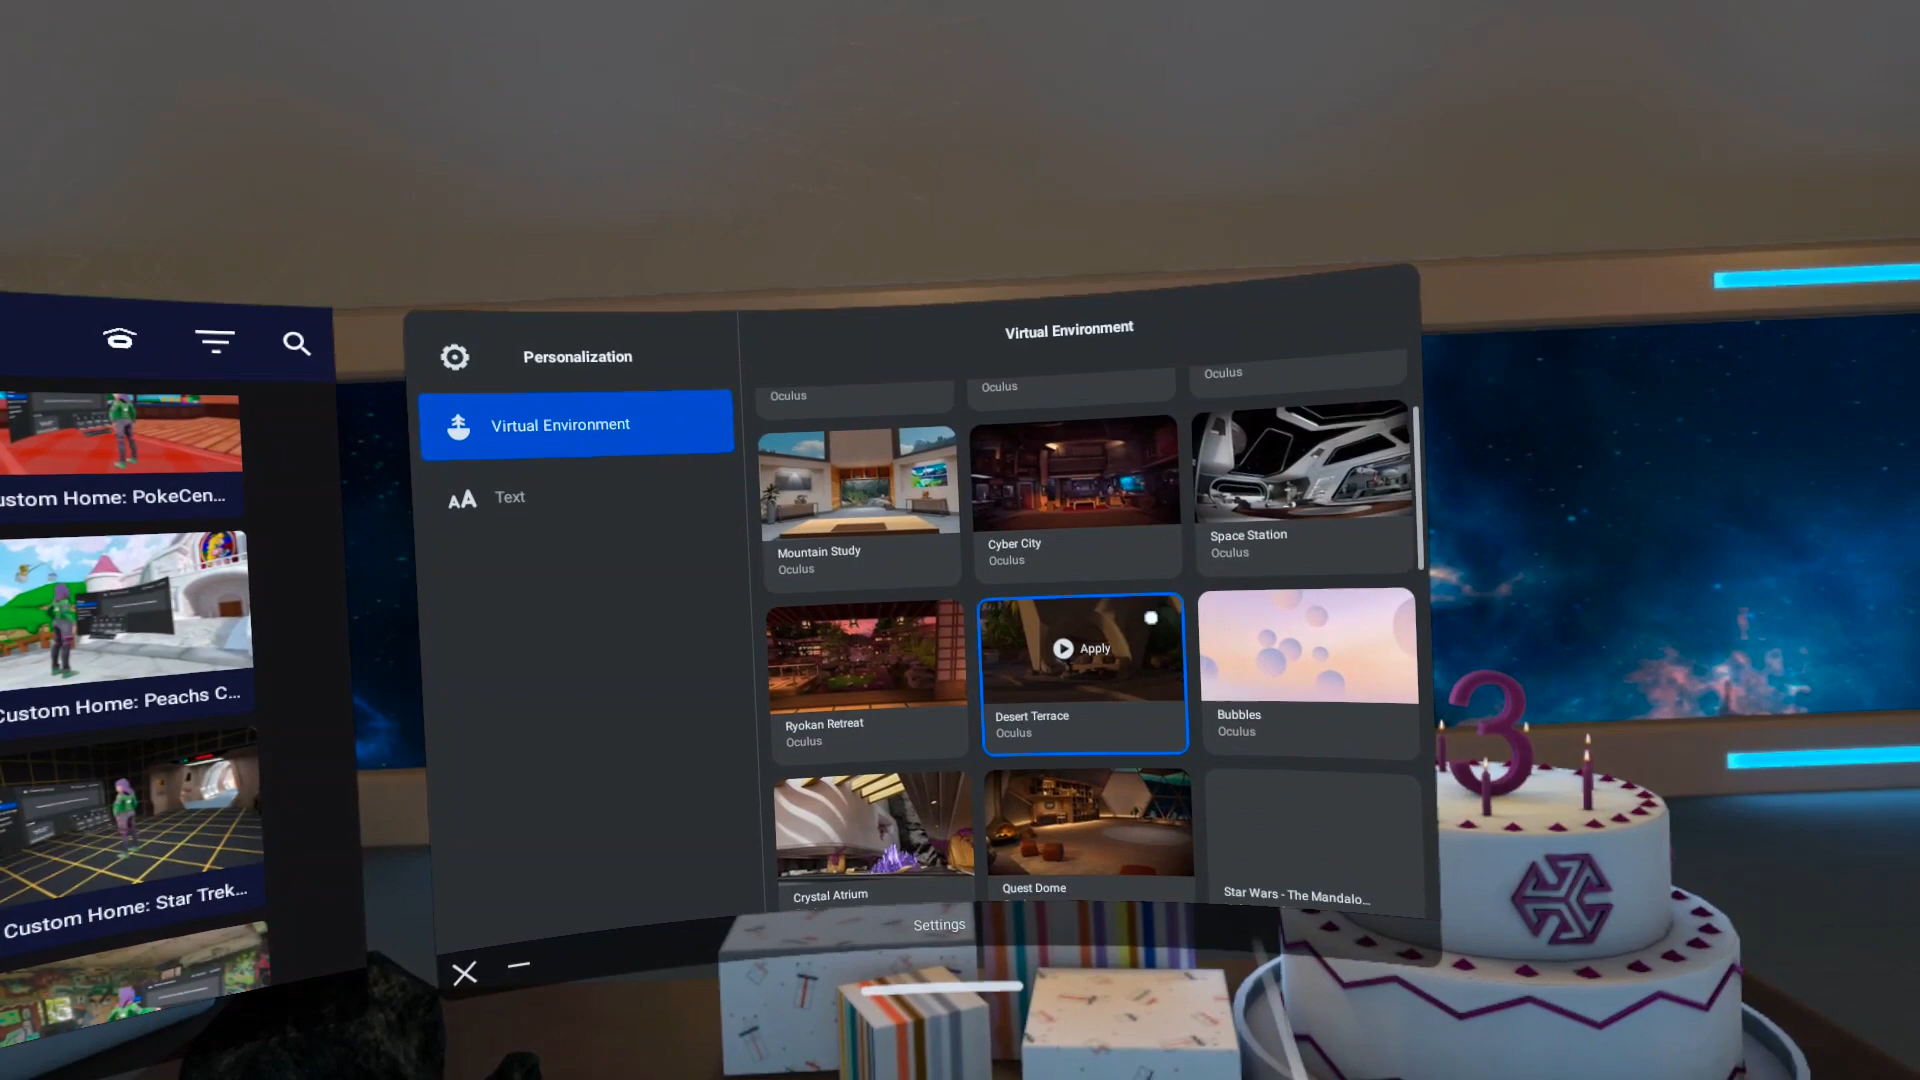 ustom Home: PokeCen...
Custom Home: Peachs C...
Custom Home: Star Trek...
Personalization
Virtual Environment
AA Text
Virtual Environment
Oculus
Oculus
Oculus
Mountain Study
Oculus
Cyber City
Oculus
Space Station
Oculus
Ryokan Retreat
Oculus
Apply
Desert Terrace
Oculus
Bubbles
Oculus
Crystal Atrium
Quest Dome
Star Wars - The Mandalo...
Settings
3